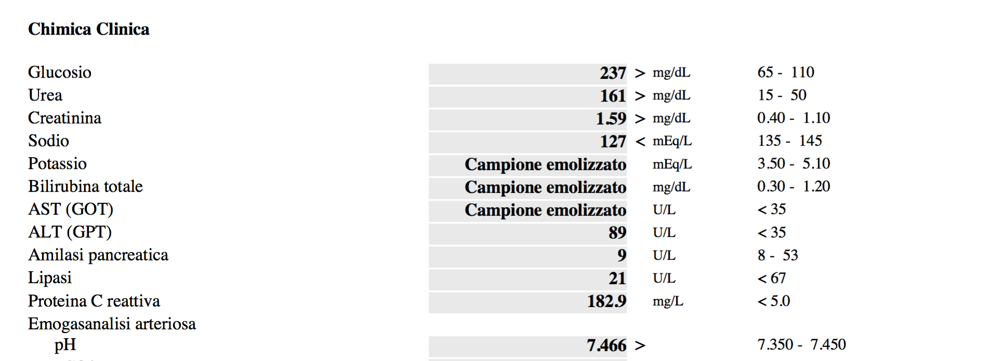 Chimica Clinica
Glucosio 237 > mg/dL 65 - 110
Urea 161 > mg/dL 15 - 50
Creatinina 1.59 > mg/dL 0.40 - 1.10
Sodio 127 < mEq/L 135 - 145
Potassio Campione emolizzato mEq/L 3.50 - 5.10
Bilirubina totale Campione emolizzato mg/dL 0.30 - 1.20
AST (GOT) Campione emolizzato U/L < 35
ALT (GPT) 89 U/L < 35
Amilasi pancreatica 9 U/L 8 - 53
Lipasi 21 U/L < 67
Proteina C reattiva 182.9 mg/L < 5.0
Emogasanalisi arteriosa
pH 7.466 > 7.350 - 7.450